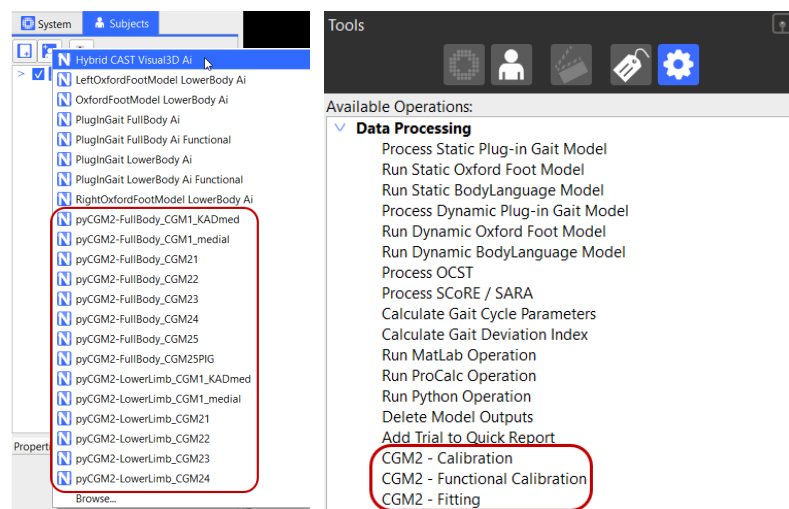 System
Subjects
Hybrid CAST Visual3D Ai
LeftOxfordFootModel LowerBody Ai
OxfordFootModel LowerBody Ai
PlugInGait FullBody Ai
PlugInGait FullBody Ai Functional
PlugInGait LowerBody Ai
PlugInGait LowerBody Ai Functional
RightOxfordFootModel LowerBody Ai
pyCGM2-FullBody_CGM1_KADmed
pyCGM2-FullBody_CGM1_medial
pyCGM2-FullBody_CGM21
pyCGM2-FullBody_CGM22
pyCGM2-FullBody_CGM23
pyCGM2-FullBody_CGM24
pyCGM2-FullBody_CGM25
pyCGM2-FullBody_CGM25PIG
pyCGM2-LowerLimb_CGM1_KADmed
pyCGM2-LowerLimb_CGM1_medial
pyCGM2-LowerLimb_CGM21
pyCGM2-LowerLimb_CGM22
pyCGM2-LowerLimb_CGM23
pyCGM2-LowerLimb_CGM24
Browse...
Properti
Tools
Available Operations:
Data Processing
Process Static Plug-in Gait Model
Run Static Oxford Foot Model
Run Static BodyLanguage Model
Process Dynamic Plug-in Gait Model
Run Dynamic Oxford Foot Model
Run Dynamic BodyLanguage Model
Process OCST
Process SCoRE / SARA
Calculate Gait Cycle Parameters
Calculate Gait Deviation Index
Run MatLab Operation
Run ProCalc Operation
Run Python Operation
Delete Model Outputs
Add Trial to Quick Report
CGM2 - Calibration
CGM2 - Functional Calibration
CGM2 - Fitting